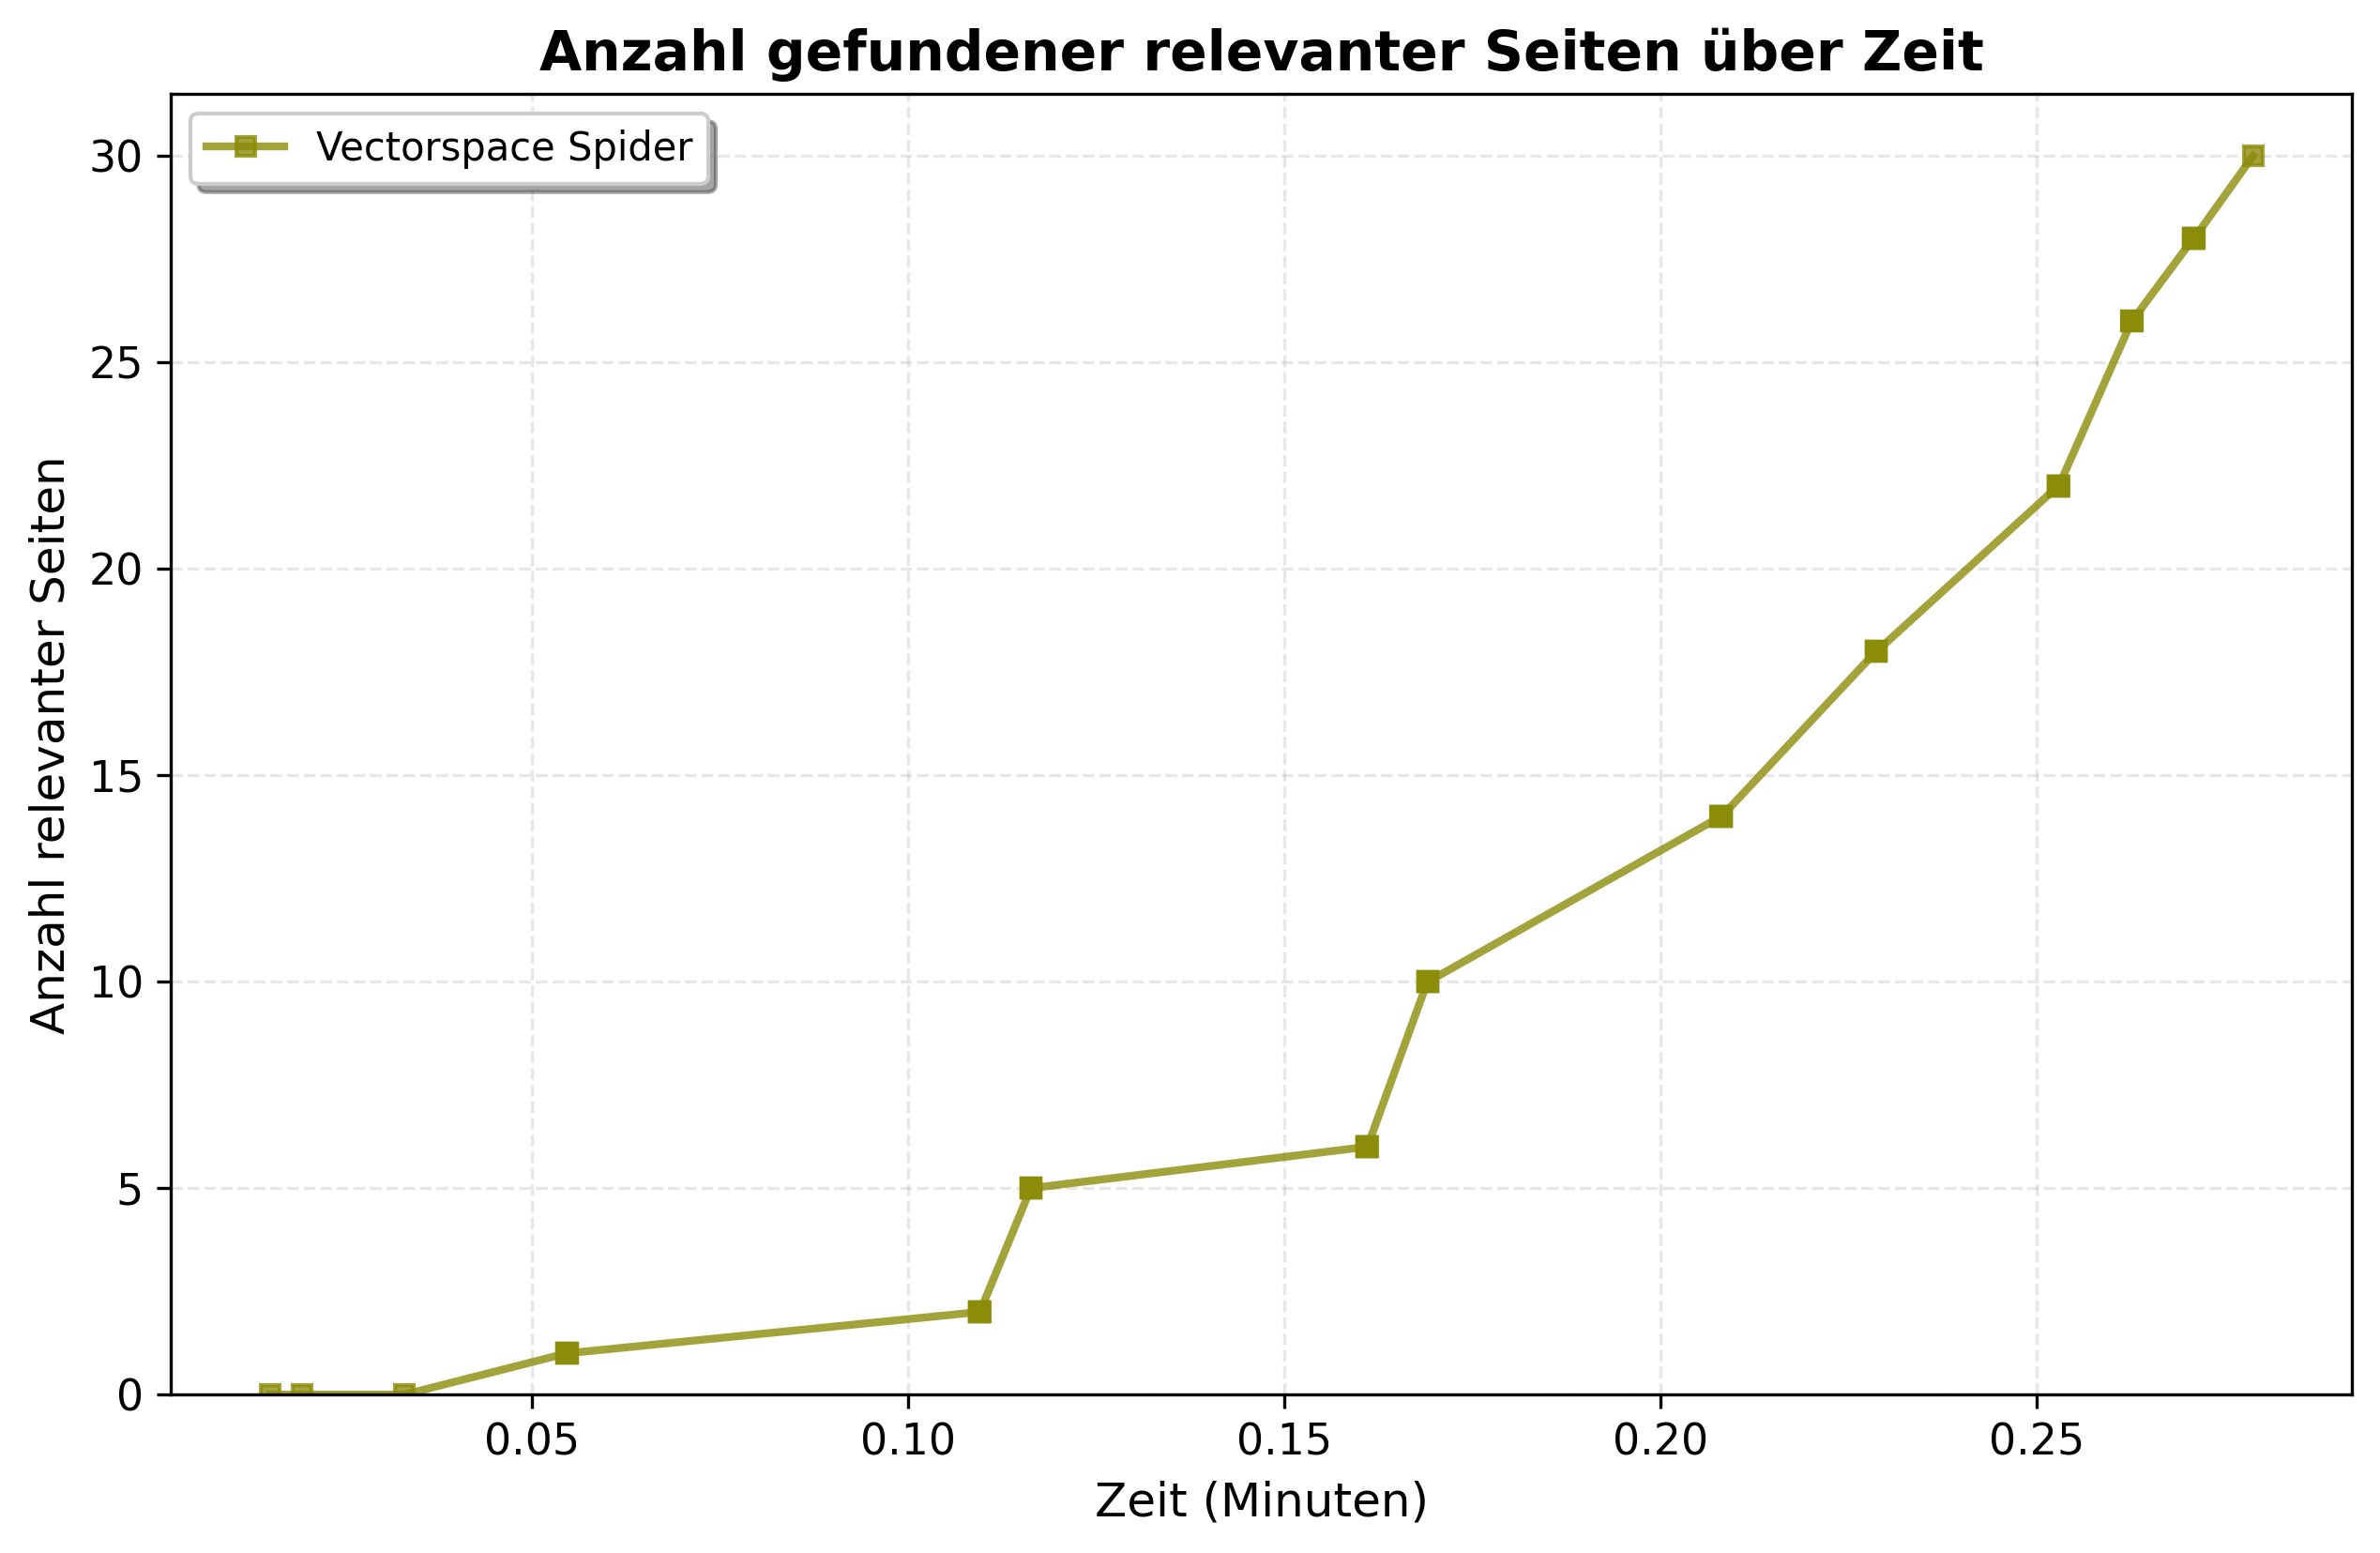 Anzahl gefundener relevanter Seiten über Zeit
Vectorspace Spider
Anzahl relevanter Seiten
30
25
20
15
10
5
0
0.05 0.10 0.15 0.20 0.25
Zeit (Minuten)